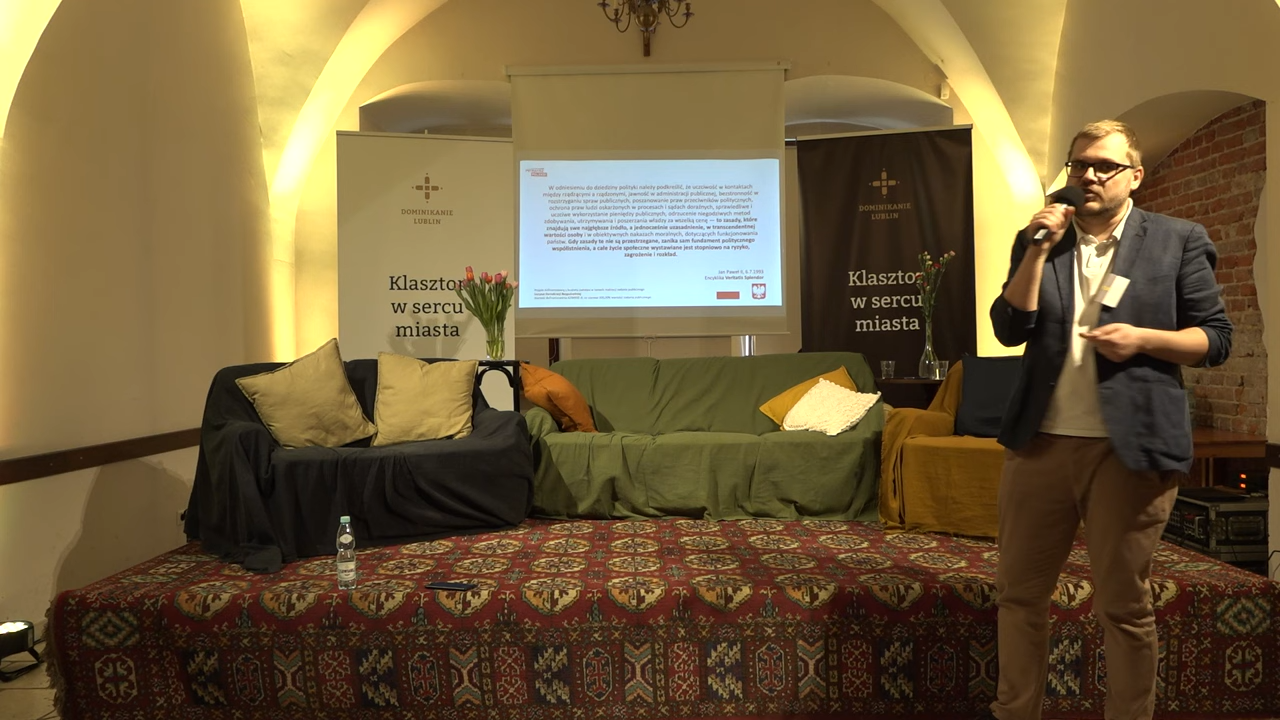 DOMINIKANIE
LUBLIN
Klasztor
w sercu
miasta
W odniesieniu do dziedziny polityki należy podkreślić, że uczciwość w kontaktach
między rządzącymi a rządzonymi, jawność w administracji publicznej, bezstronność w
rozstrzyganiu spraw publicznych, poszanowanie praw przeciwników politycznych,
ochrona praw ludzi oskarżonych w procesach i sądach doraźnych, sprawiedliwe i
uczciwe wykorzystanie pieniędzy publicznych, odrzucenie niegodziwych metod
zdobywania, utrzymywania i poszerzania władzy za wszelką cenę — to zasady, które
znajdują swe najgłębsze źródło, a jednocześnie uzasadnienie, w transcendentnej
wartości osoby i w obiektywnych nakazach moralnych, dotyczących funkcjonowania
państw. Gdy zasady te nie są przestrzegane, zanika sam fundament politycznego
współistnienia, a całe życie społeczne wystawiane jest stopniowo na ryzyko,
zagrożenie i rozkład.
Jan Paweł II, 6.7.1993
Encyklika Verbatis Splendor
DOMINIKANIE
LUBLIN
Klasztor
w sercu
miasta